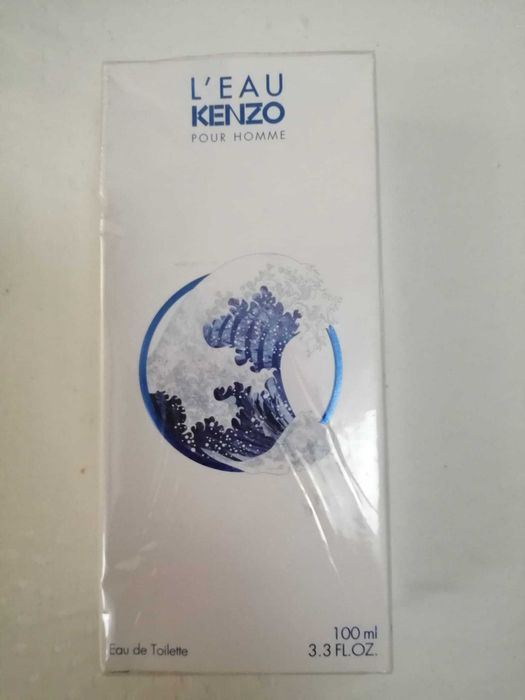 L'EAU
KENZO
POUR HOMME
Eau de Toilette
100 ml
3.3 FL.OZ.